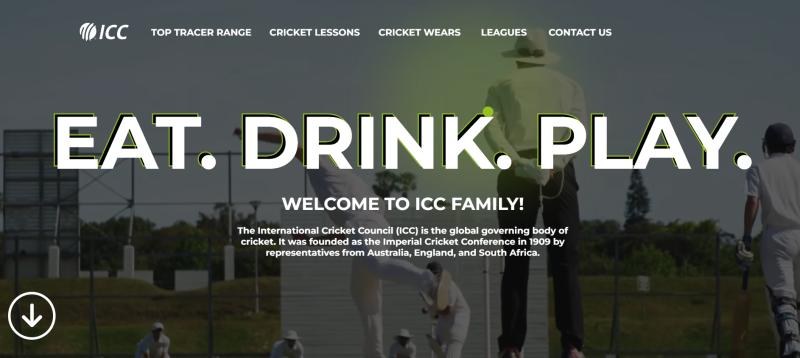 ICC TOP TRACER RANGE CRICKET LESSONS CRICKET WEARS LEAGUES CONTACT US
EAT. DRINK. PLAY.
WELCOME TO ICC FAMILY!
The International Cricket Council (ICC) is the global governing body of
cricket. It was founded as the Imperial Cricket Conference in 1909 by
representatives from Australia, England, and South Africa.